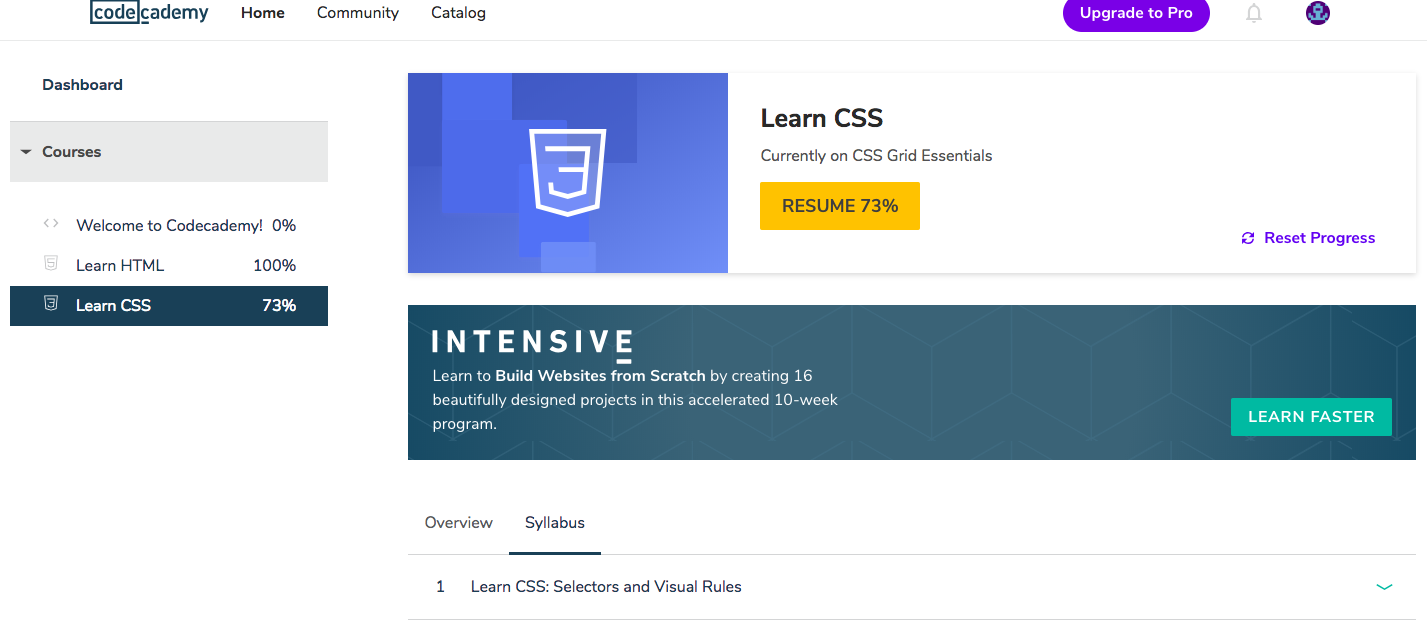 codecademy Home Community Catalog Upgrade to Pro
Dashboard
Courses
Welcome to Codecademy! 0%
Learn HTML 100%
Learn CSS 73%
Learn CSS
Currently on CSS Grid Essentials
RESUME 73%
Reset Progress
INTENSIVE
Learn to Build Websites from Scratch by creating 16
beautifully designed projects in this accelerated 10-week
program.
LEARN FASTER
Overview Syllabus
1 Learn CSS: Selectors and Visual Rules